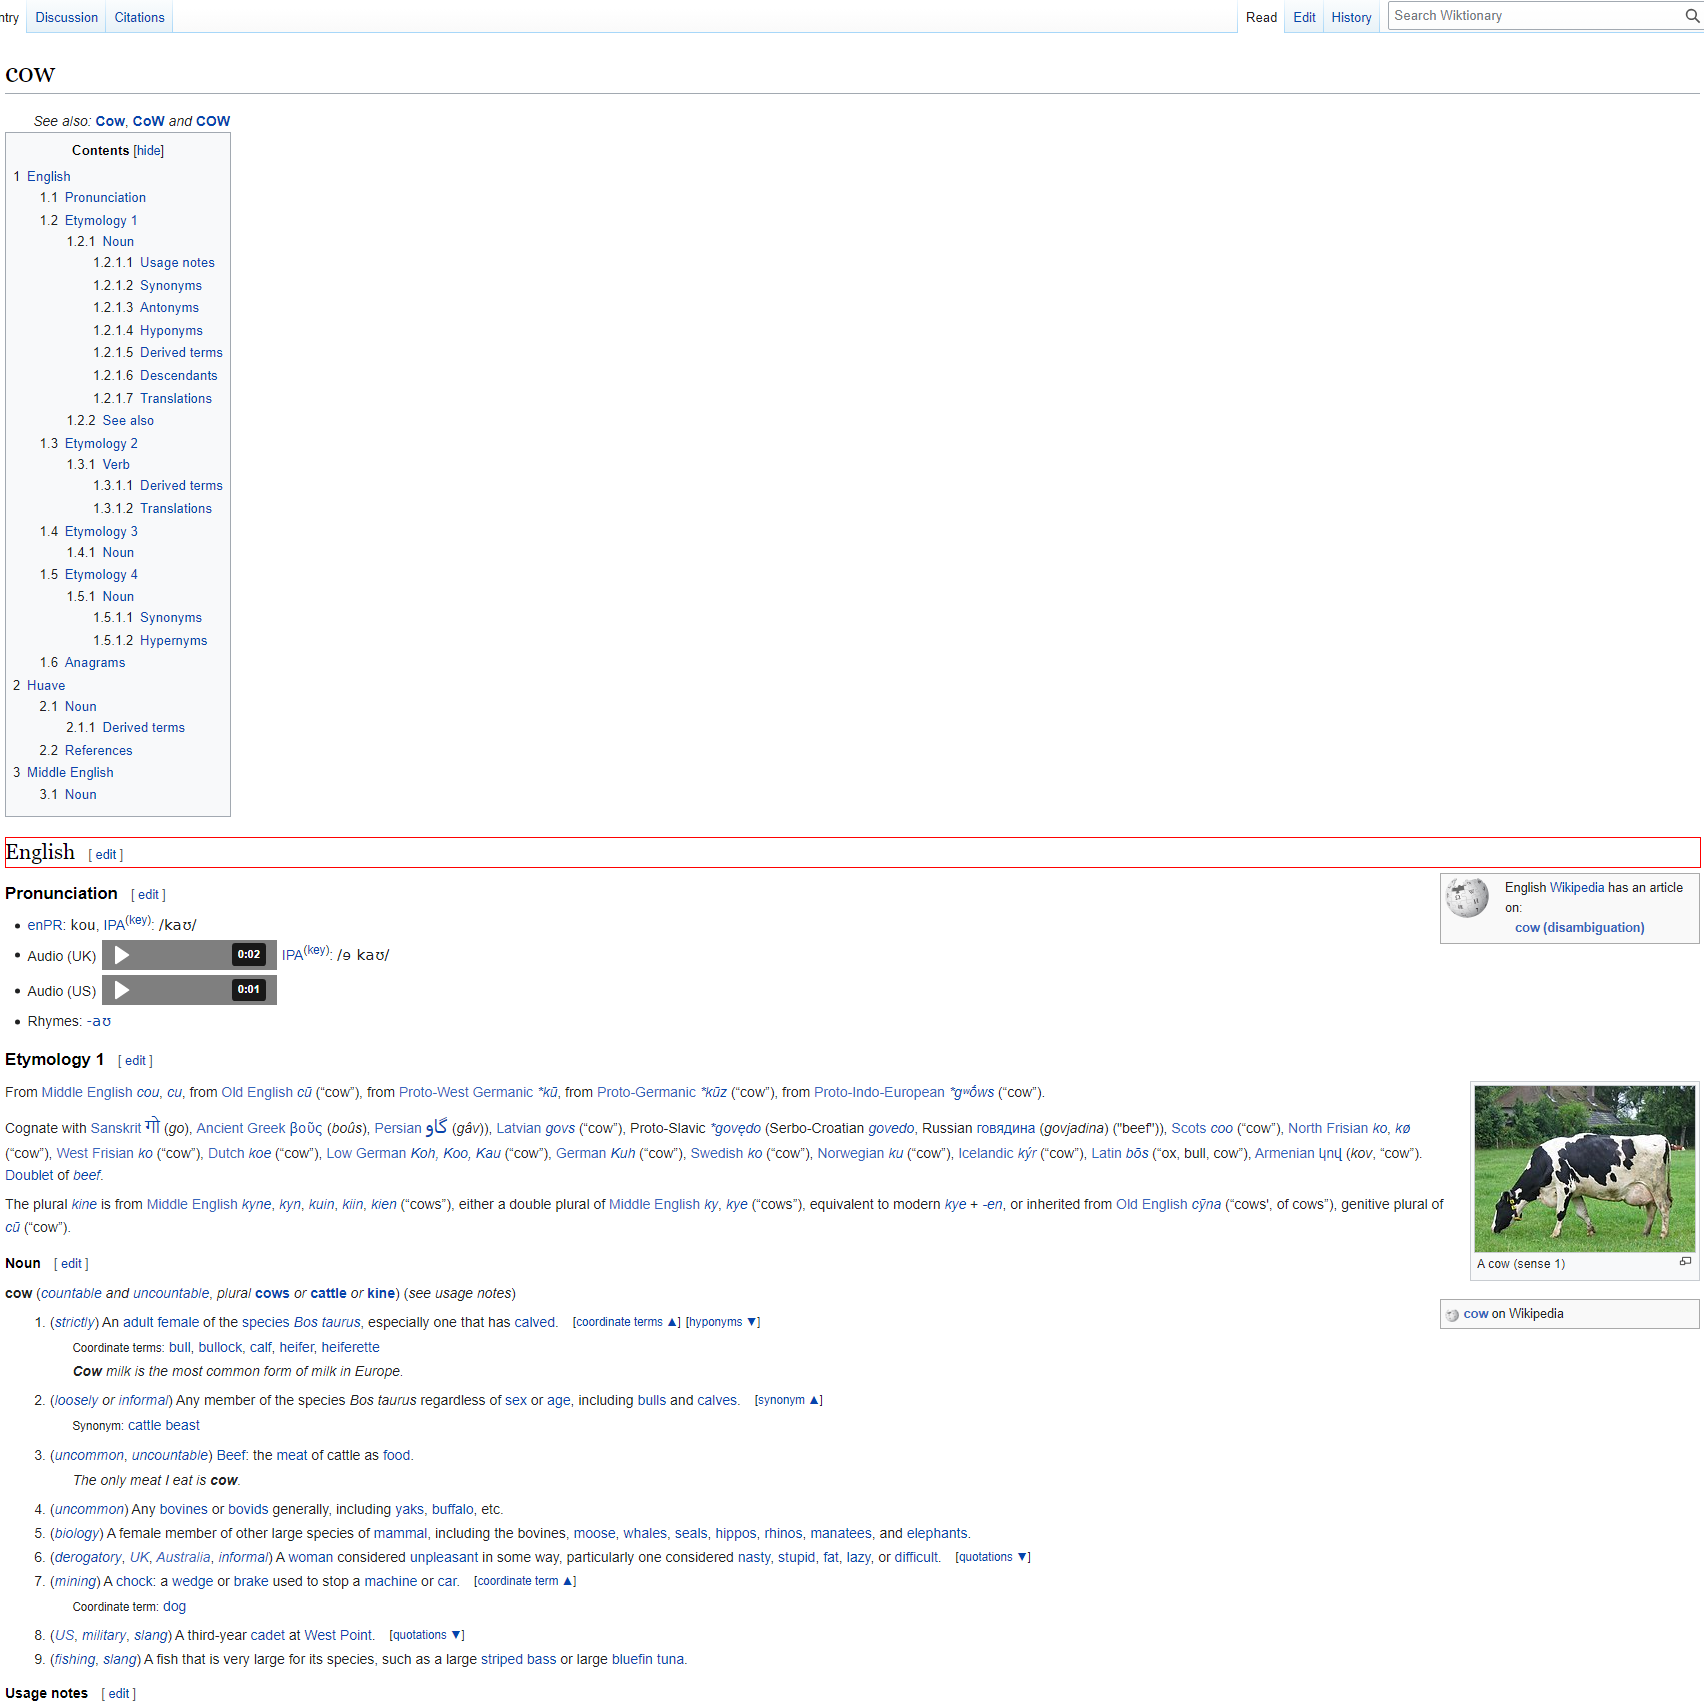 ntry Discussion Citations Read Edit History Search Wiktionary
cow
See also: Cow, CoW and COW
Contents [hide]
1 English
1.1 Pronunciation
1.2 Etymology 1
1.2.1 Noun
1.2.1.1 Usage notes
1.2.1.2 Synonyms
1.2.1.3 Antonyms
1.2.1.4 Hyponyms
1.2.1.5 Derived terms
1.2.1.6 Descendants
1.2.1.7 Translations
1.2.2 See also
1.3 Etymology 2
1.3.1 Verb
1.3.1.1 Derived terms
1.3.1.2 Translations
1.4 Etymology 3
1.4.1 Noun
1.5 Etymology 4
1.5.1 Noun
1.5.1.1 Synonyms
1.5.1.2 Hypernyms
1.6 Anagrams
2 Huave
2.1 Noun
2.1.1 Derived terms
2.2 References
3 Middle English
3.1 Noun
English [ edit ]
Pronunciation [ edit ]
English Wikipedia has an article
on:
cow (disambiguation)
• enPR: kou, IPA(key): /kaʊ/
• Audio (UK) 0:02 IPA(key): /ɘ kaʊ/
• Audio (US) 0:01
• Rhymes: -aʊ
Etymology 1 [ edit ]
From Middle English cou, cu, from Old English cū (“cow”), from Proto-West Germanic *kū, from Proto-Germanic *kūz (“cow”), from Proto-Indo-European *gʷṓws (“cow”).
Cognate with Sanskrit गो (go), Ancient Greek βοῦς (boûs), Persian گاو (gâv)), Latvian govs (“cow”), Proto-Slavic *govędo (Serbo-Croatian govedo, Russian говядина (govjadina) ("beef")), Scots coo (“cow”), North Frisian ko, kø
(“cow”), West Frisian ko (“cow”), Dutch koe (“cow”), Low German Koh, Koo, Kau (“cow”), German Kuh (“cow”), Swedish ko (“cow”), Norwegian ku (“cow”), Icelandic kýr (“cow”), Latin bōs (“ox, bull, cow”), Armenian կով (kov, “cow”).
Doublet of beef.
The plural kine is from Middle English kyne, kyn, kuin, kiin, kien (“cows”), either a double plural of Middle English ky, kye (“cows”), equivalent to modern kye + -en, or inherited from Old English cȳna (“cows', of cows”), genitive plural of
cū (“cow”).
A cow (sense 1)
Noun [ edit ]
cow (countable and uncountable, plural cows or cattle or kine) (see usage notes)
cow on Wikipedia
1. (strictly) An adult female of the species Bos taurus, especially one that has calved. [coordinate terms ▲] [hyponyms ▼]
Coordinate terms: bull, bullock, calf, heifer, heiferette
Cow milk is the most common form of milk in Europe.
2. (loosely or informal) Any member of the species Bos taurus regardless of sex or age, including bulls and calves. [synonym ▲]
Synonym: cattle beast
3. (uncommon, uncountable) Beef: the meat of cattle as food.
The only meat I eat is cow.
4. (uncommon) Any bovines or bovids generally, including yaks, buffalo, etc.
5. (biology) A female member of other large species of mammal, including the bovines, moose, whales, seals, hippos, rhinos, manatees, and elephants.
6. (derogatory, UK, Australia, informal) A woman considered unpleasant in some way, particularly one considered nasty, stupid, fat, lazy, or difficult. [quotations ▼]
7. (mining) A chock: a wedge or brake used to stop a machine or car. [coordinate term ▲]
Coordinate term: dog
8. (US, military, slang) A third-year cadet at West Point. [quotations ▼]
9. (fishing, slang) A fish that is very large for its species, such as a large striped bass or large bluefin tuna.
Usage notes [ edit ]